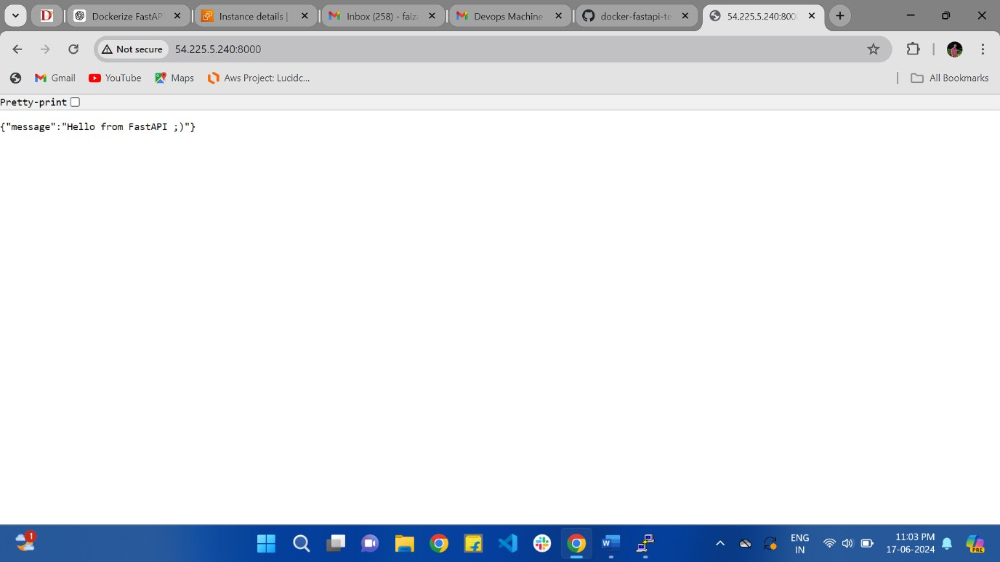 Dockerize FastAP
Instance details |
Inbox (258) - faiz
Devops Machine
docker-fastapi-te
54.225.5.240:800
Not secure
54.225.5.240:8000
Gmail
YouTube
Maps
Aws Project: Lucidc...
All Bookmarks
Pretty-print
{"message":"Hello from FastAPI ;)"}
1
ENG
IN
11:03 PM
17-06-2024
PRE